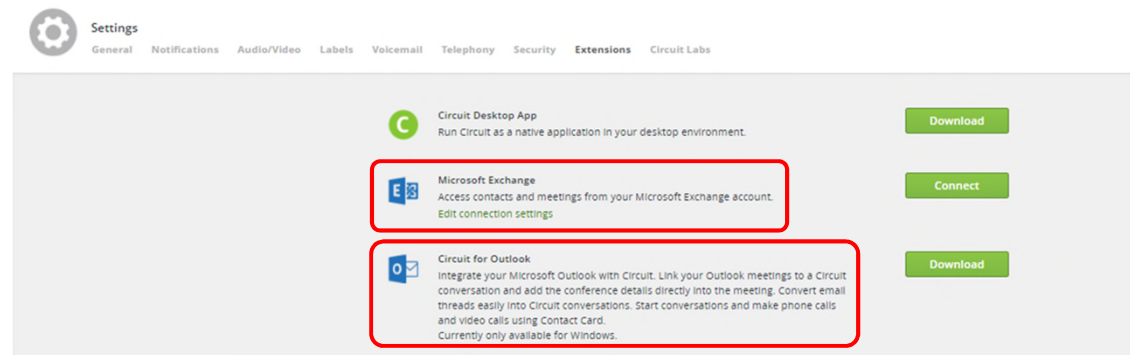 Settings
General Notifications Audio/Video Labels Voicemail Telephony Security Extensions Circuit Labs
C
Circuit Desktop App
Run Circuit as a native application in your desktop environment.
Download
E
Microsoft Exchange
Access contacts and meetings from your Microsoft Exchange account.
Edit connection settings
Connect
O
Circuit for Outlook
Integrate your Microsoft Outlook with Circuit. Link your Outlook meetings to a Circuit
conversation and add the conference details directly into the meeting. Convert email
threads easily into Circuit conversations. Start conversations and make phone calls
and video calls using Contact Card.
Currently only available for Windows.
Download